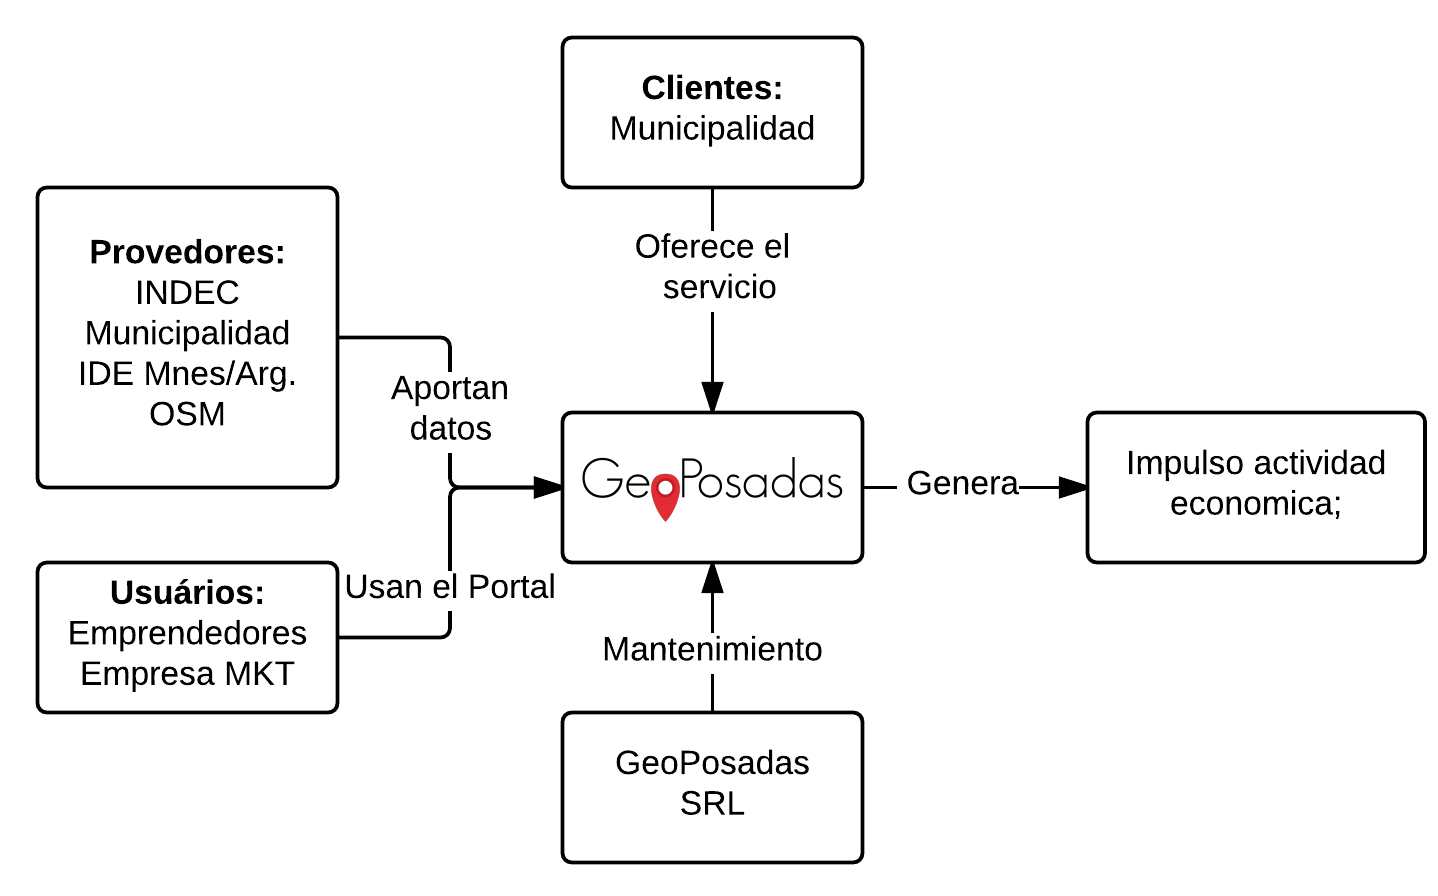 Clientes:
Municipalidad
Provedores:
INDEC
Municipalidad
IDE Mnes/Arg.
OSM
Oferece el
servicio
Aportan
datos
GeoPosadas
Genera
Impulso actividad
economica;
Usuários:
Emprendedores
Empresa MKT
Usan el Portal
Mantenimiento
GeoPosadas
SRL